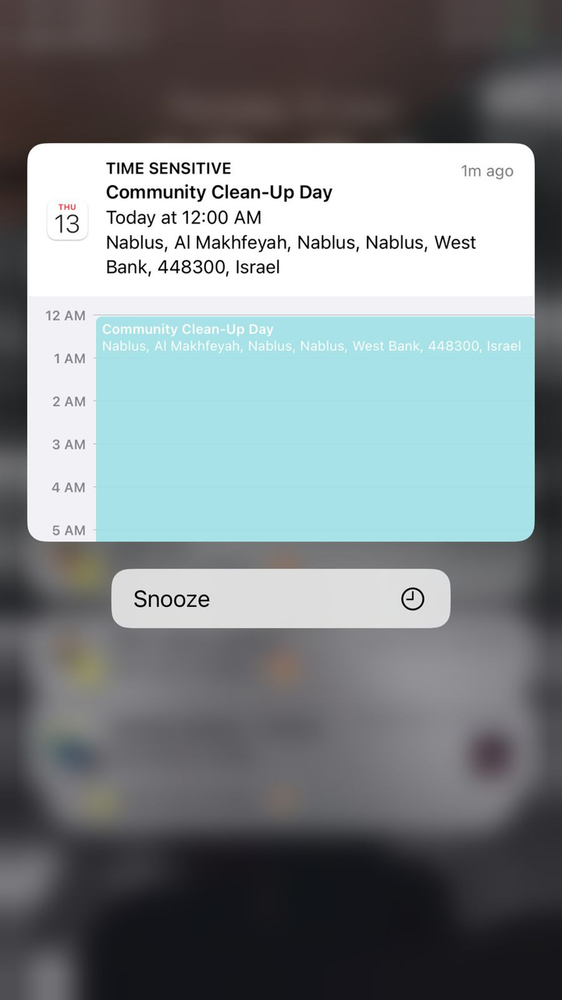 TIME SENSITIVE
1m ago
Community Clean-Up Day
THU
13
Today at 12:00 AM
Nablus, Al Makhfeyah, Nablus, Nablus, West
Bank, 448300, Israel
12 AM
Community Clean-Up Day
Nablus, Al Makhfeyah, Nablus, Nablus, West Bank, 448300, Israel
1 AM
2 AM
3 AM
4 AM
5 AM
Snooze